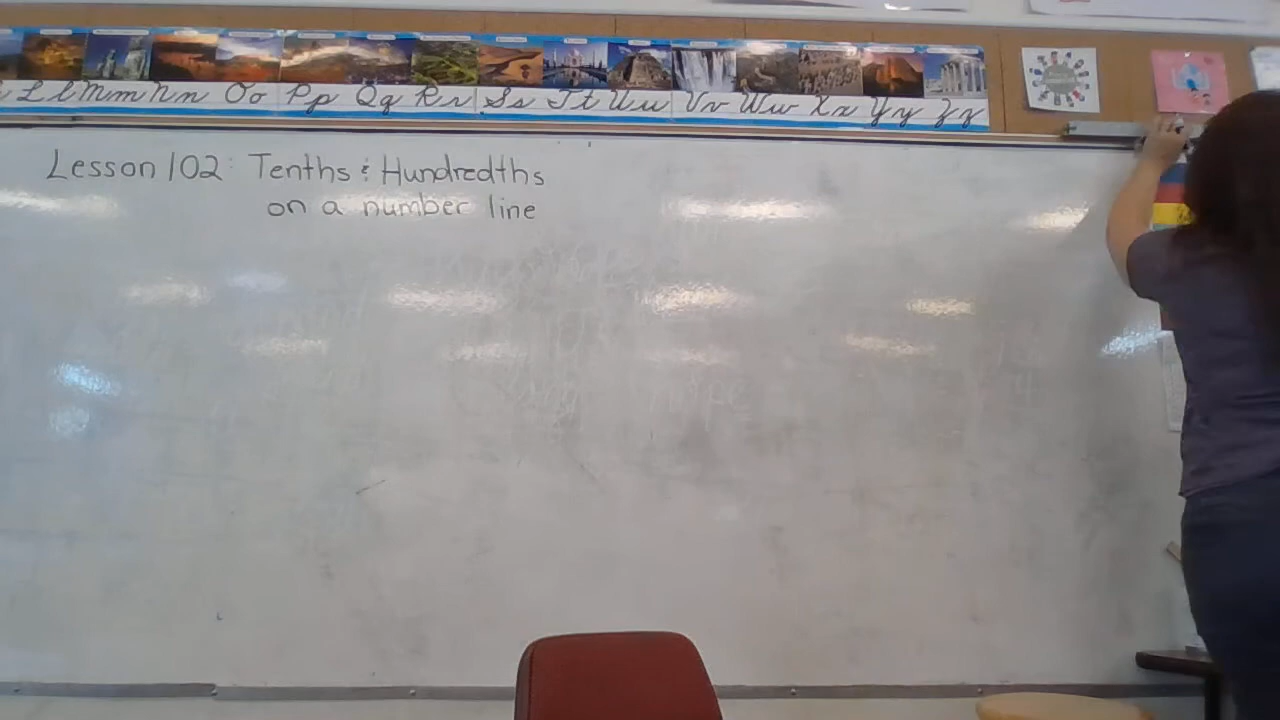 Ll Mm Nn Oo Pp Qq Rr Ss Tt Uu Vv Ww Xx Yy Zz
Lesson 102: Tenths & Hundredths
on a number line